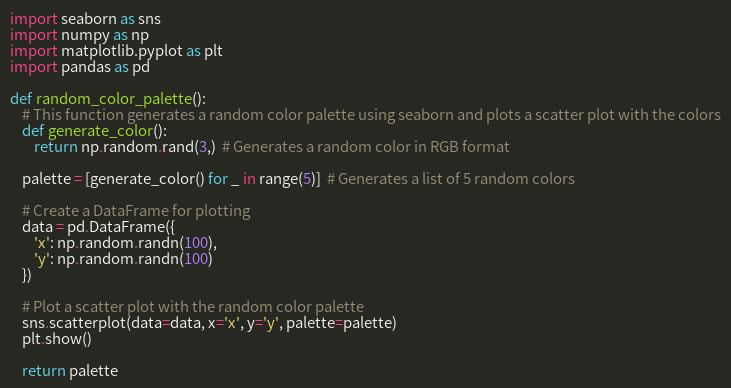 import seaborn as sns
import numpy as np
import matplotlib.pyplot as plt
import pandas as pd

def random_color_palette():
    # This function generates a random color palette using seaborn and plots a scatter plot with the colors
    def generate_color():
        return np.random.rand(3,)  # Generates a random color in RGB format

    palette = [generate_color() for _ in range(5)]  # Generates a list of 5 random colors

    # Create a DataFrame for plotting
    data = pd.DataFrame({
        'x': np.random.randn(100),
        'y': np.random.randn(100)
    })

    # Plot a scatter plot with the random color palette
    sns.scatterplot(data=data, x='x', y='y', palette=palette)
    plt.show()

    return palette